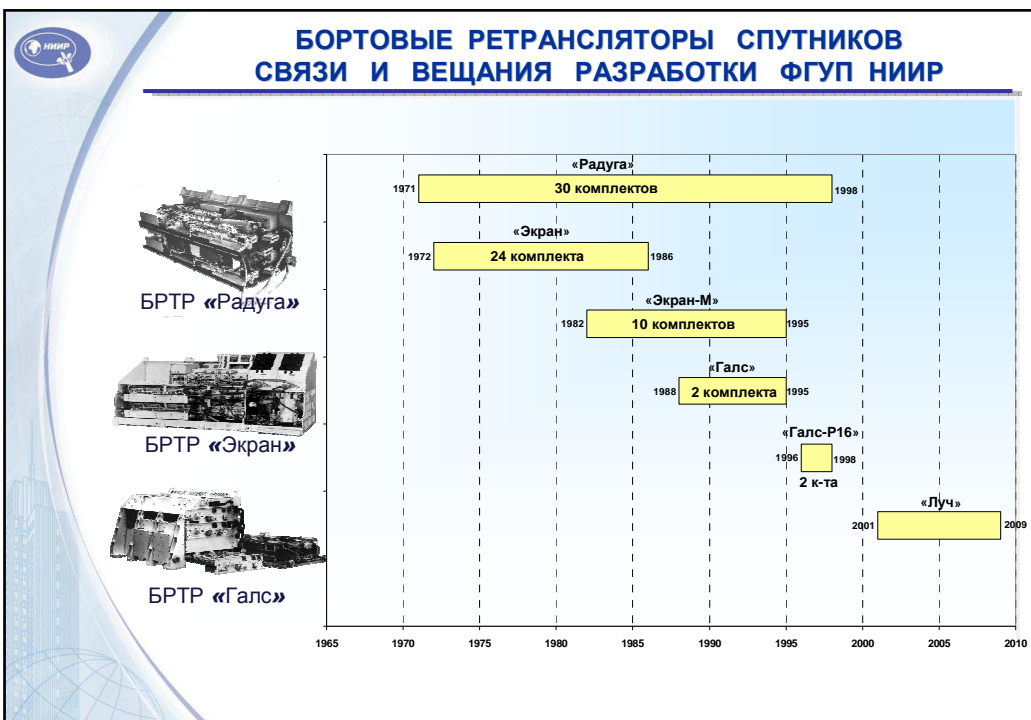 НИИР
БОРТОВЫЕ РЕТРАНСЛЯТОРЫ СПУТНИКОВ
СВЯЗИ И ВЕЩАНИЯ РАЗРАБОТКИ ФГУП НИИР
«Радуга»
1971 30 комплектов 1998
«Экран»
1972 24 комплекта 1986
БРТР «Радуга»
«Экран-М»
1982 10 комплектов 1995
«Галс»
1988 2 комплекта 1995
БРТР «Экран»
«Галс-Р16»
1996 1998
2 к-та
«Луч»
2001 2009
БРТР «Галс»
1965 1970 1975 1980 1985 1990 1995 2000 2005 2010